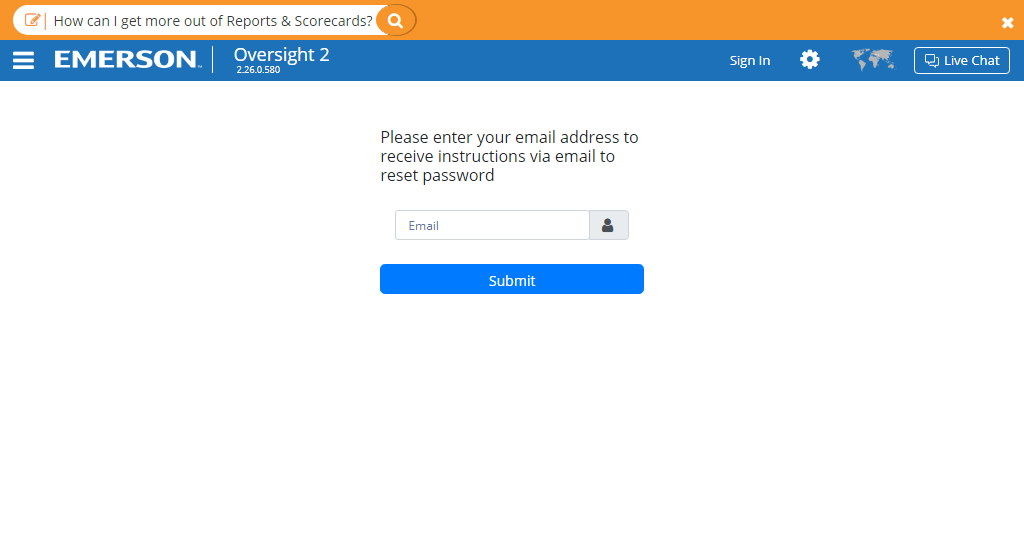 How can I get more out of Reports & Scorecards?
EMERSON
Oversight 2
2.26.0.580
Sign In
Live Chat
Please enter your email address to
receive instructions via email to
reset password
Email
Submit